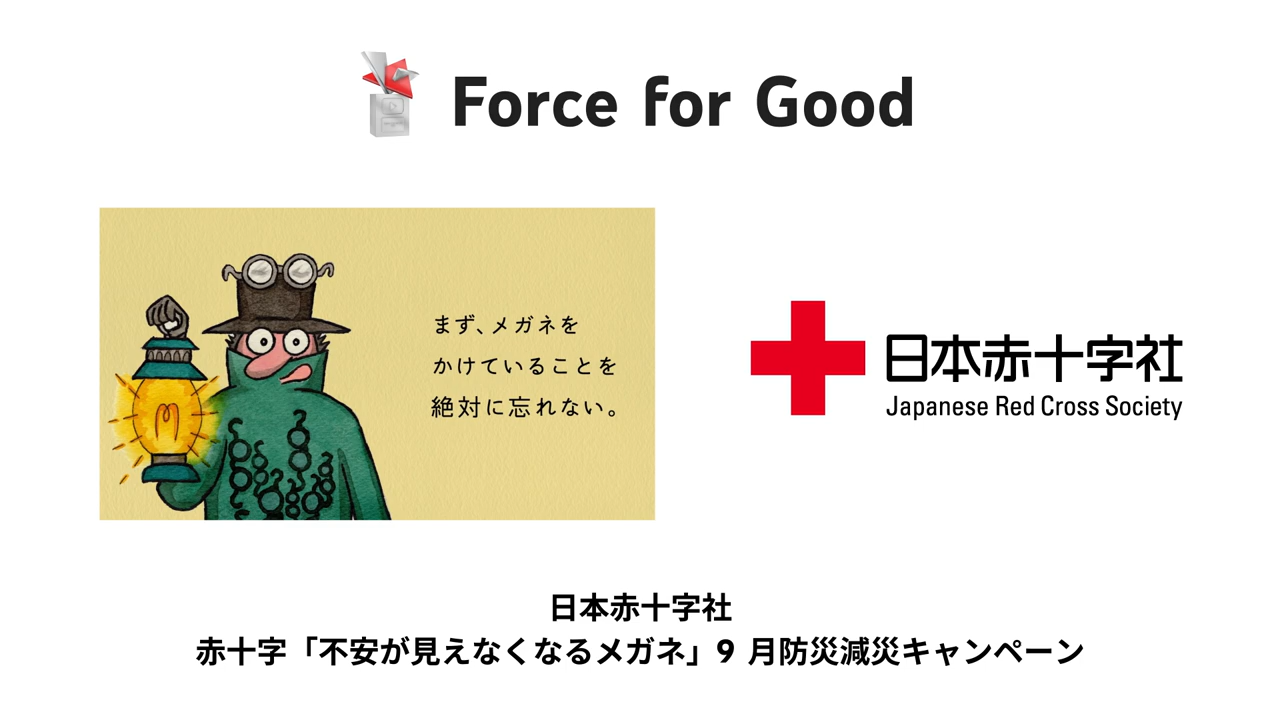 Force for Good
まず、メガネを
かけていることを
絶対に忘れない。
日本赤十字社
Japanese Red Cross Society
日本赤十字社
赤十字「不安が見えなくなるメガネ」9 月防災減災キャンペーン